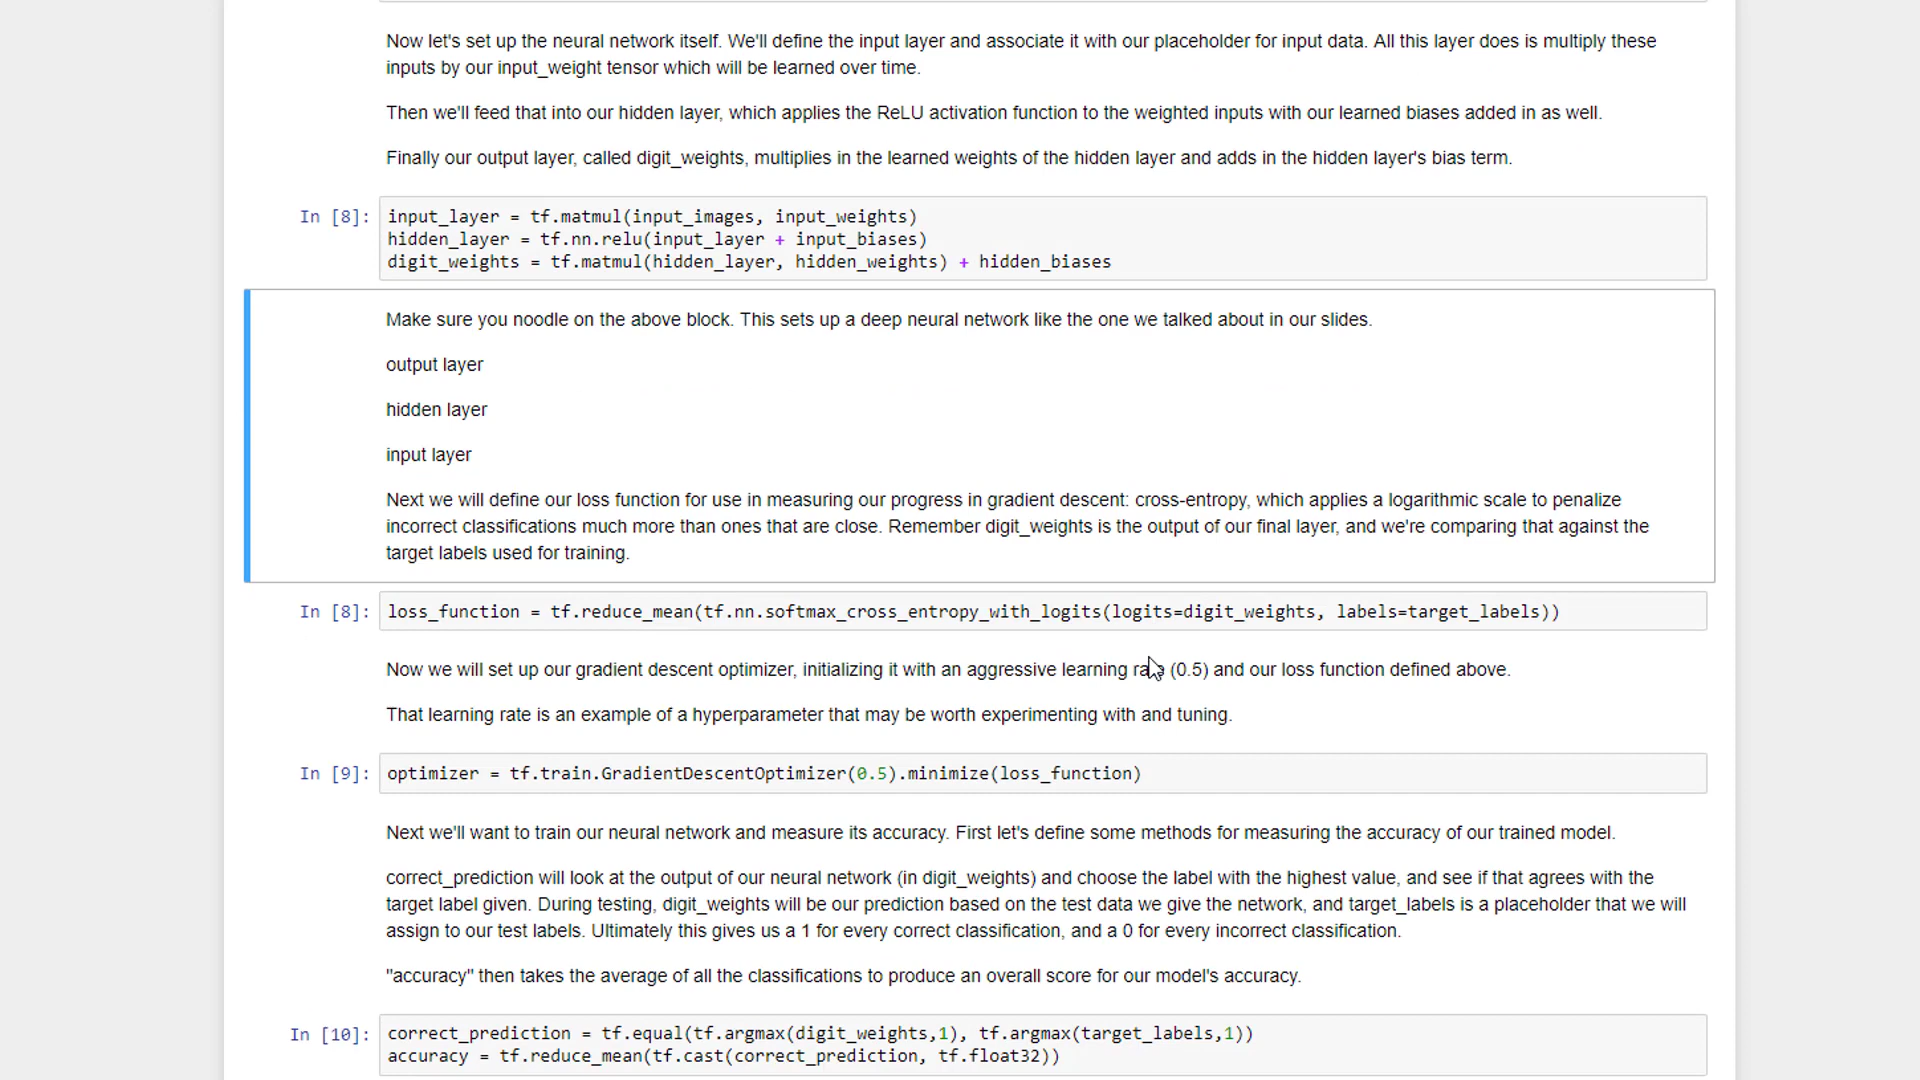 Now let's set up the neural network itself. We'll define the input layer and associate it with our placeholder for input data. All this layer does is multiply these
inputs by our input_weight tensor which will be learned over time.
Then we'll feed that into our hidden layer, which applies the ReLU activation function to the weighted inputs with our learned biases added in as well.
Finally our output layer, called digit_weights, multiplies in the learned weights of the hidden layer and adds in the hidden layer's bias term.
In [8]: input_layer = tf.matmul(input_images, input_weights)
hidden_layer = tf.nn.relu(input_layer + input_biases)
digit_weights = tf.matmul(hidden_layer, hidden_weights) + hidden_biases
Make sure you noodle on the above block. This sets up a deep neural network like the one we talked about in our slides.
output layer
hidden layer
input layer
Next we will define our loss function for use in measuring our progress in gradient descent: cross-entropy, which applies a logarithmic scale to penalize
incorrect classifications much more than ones that are close. Remember digit_weights is the output of our final layer, and we're comparing that against the
target labels used for training.
In [8]: loss_function = tf.reduce_mean(tf.nn.softmax_cross_entropy_with_logits(logits=digit_weights, labels=target_labels))
Now we will set up our gradient descent optimizer, initializing it with an aggressive learning rate (0.5) and our loss function defined above.
That learning rate is an example of a hyperparameter that may be worth experimenting with and tuning.
In [9]: optimizer = tf.train.GradientDescentOptimizer(0.5).minimize(loss_function)
Next we'll want to train our neural network and measure its accuracy. First let's define some methods for measuring the accuracy of our trained model.
correct_prediction will look at the output of our neural network (in digit_weights) and choose the label with the highest value, and see if that agrees with the
target label given. During testing, digit_weights will be our prediction based on the test data we give the network, and target_labels is a placeholder that we will
assign to our test labels. Ultimately this gives us a 1 for every correct classification, and a 0 for every incorrect classification.
"accuracy" then takes the average of all the classifications to produce an overall score for our model's accuracy.
In [10]: correct_prediction = tf.equal(tf.argmax(digit_weights,1), tf.argmax(target_labels,1))
accuracy = tf.reduce_mean(tf.cast(correct_prediction, tf.float32))